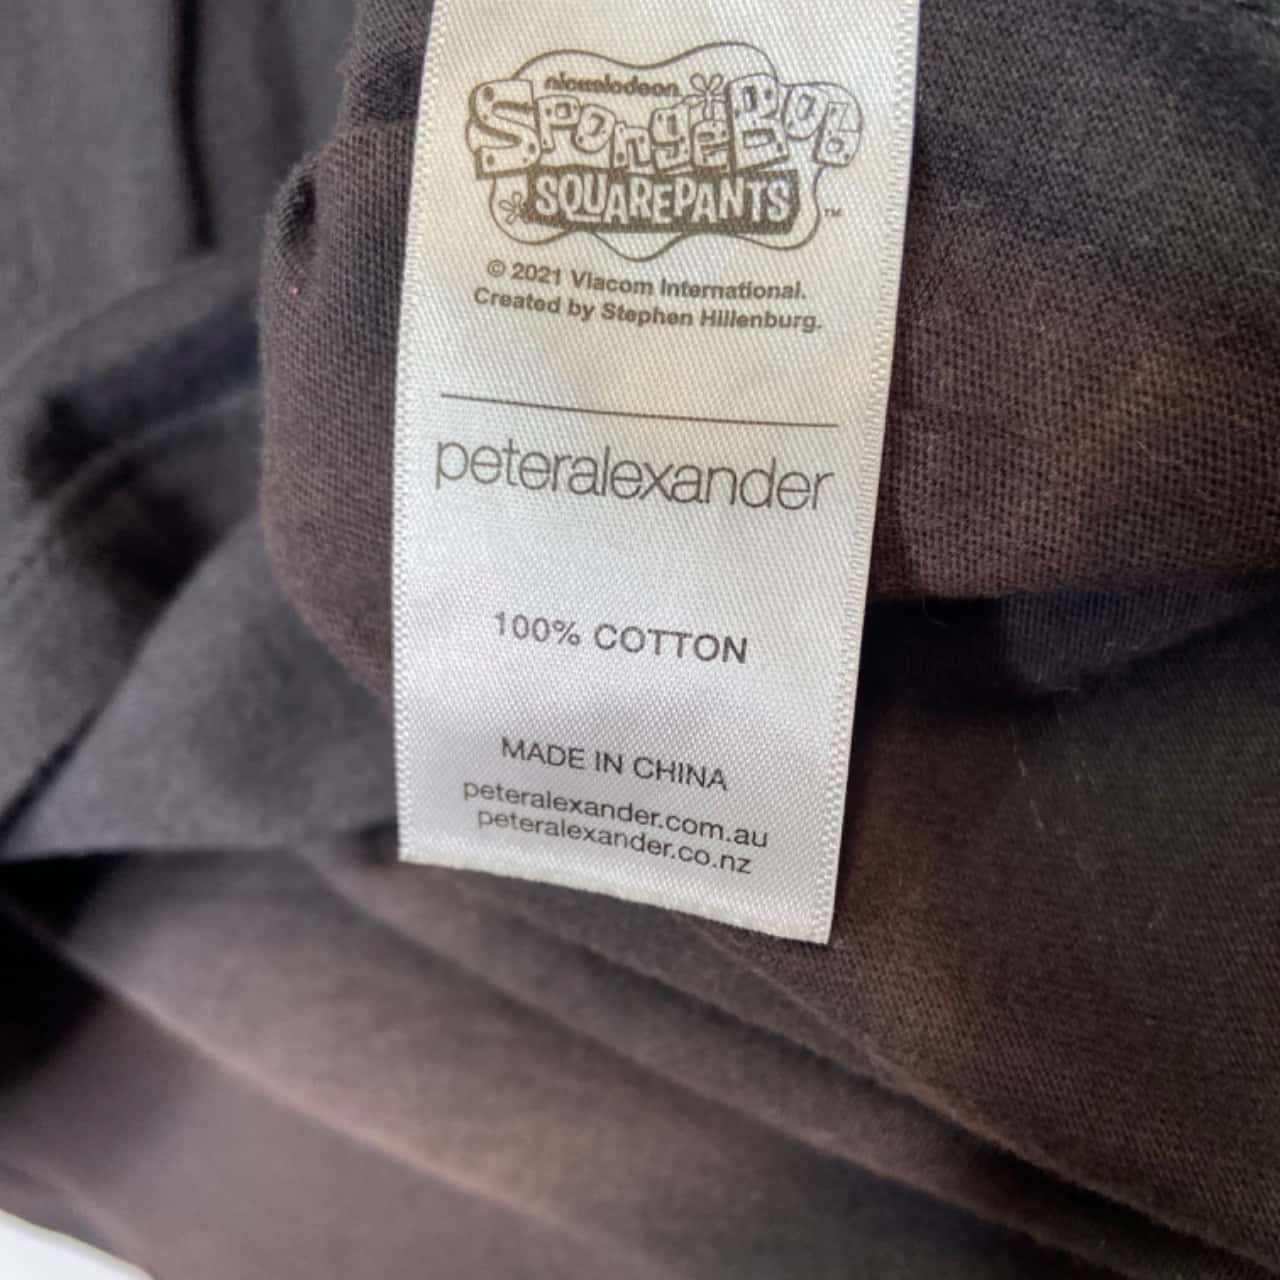 nickelodeon
SPongeBob
SQUAREPANTS ™
© 2021 Viacom International.
Created by Stephen Hillenburg.
peteralexander
100% COTTON
MADE IN CHINA
peteralexander.com.au
peteralexander.co.nz